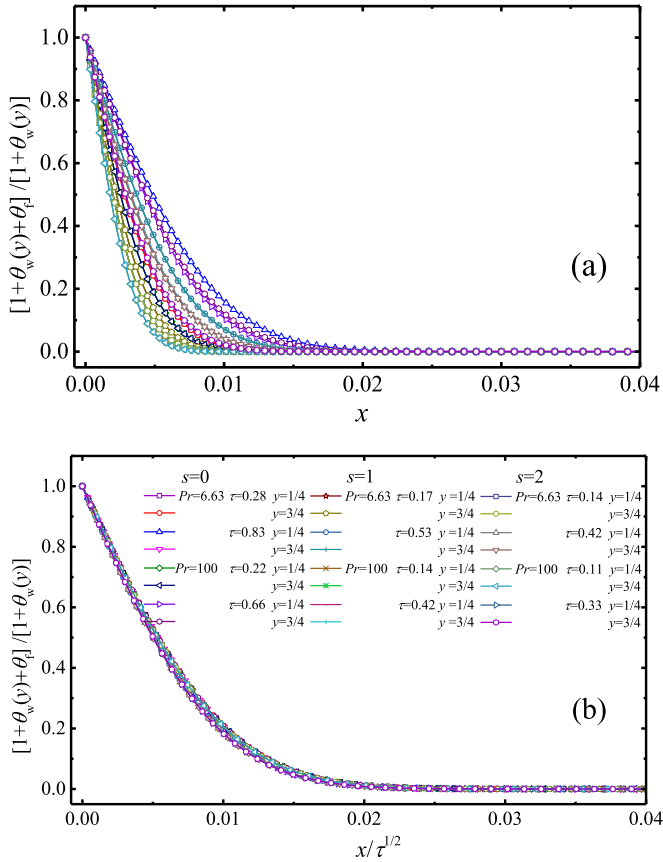 [1+θw(y)+θf] /[1+θw(y)]
1.0
0.8
0.6
0.4
0.2
0.0
(a)
0.00 0.01 0.02 0.03 0.04
x
[1+θw(y)+θf] /[1+θw(y)]
1.0
0.8
0.6
0.4
0.2
0.0
s=0 s=1 s=2
Pr=6.63 τ=0.28 y=1/4 Pr=6.63 τ=0.17 y=1/4 Pr=6.63 τ=0.14 y=1/4
y=3/4 y=3/4 y=3/4
τ=0.83 y=1/4 τ=0.53 y=1/4 τ=0.42 y=1/4
y=3/4 y=3/4 y=3/4
Pr=100 τ=0.22 y=1/4 Pr=100 τ=0.14 y=1/4 Pr=100 τ=0.11 y=1/4
y=3/4 y=3/4 y=3/4
τ=0.66 y=1/4 τ=0.42 y=1/4 τ=0.33 y=1/4
y=3/4 y=3/4 y=3/4
(b)
0.00 0.01 0.02 0.03 0.04
x/τ^1/2